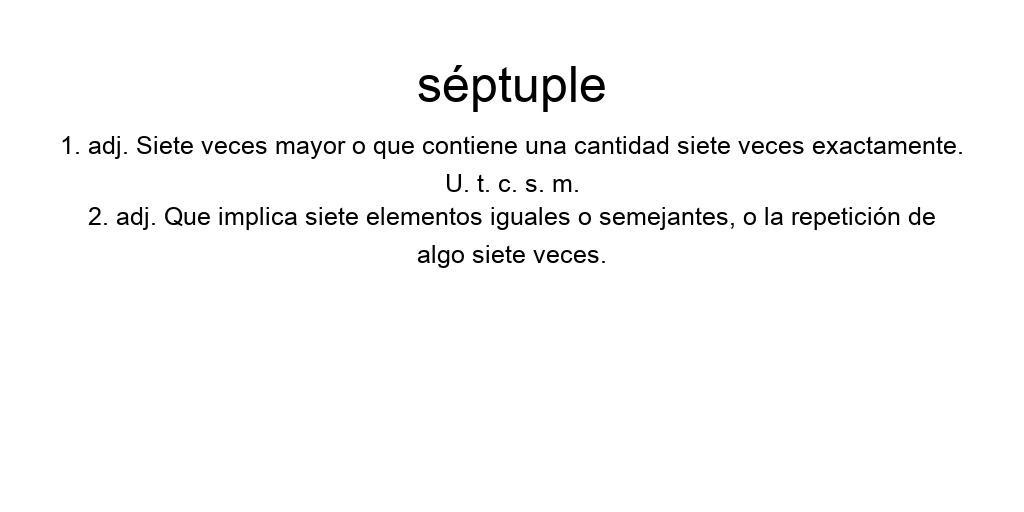 séptuple
1. adj. Siete veces mayor o que contiene una cantidad siete veces exactamente.
U. t. c. s. m.
2. adj. Que implica siete elementos iguales o semejantes, o la repetición de
algo siete veces.